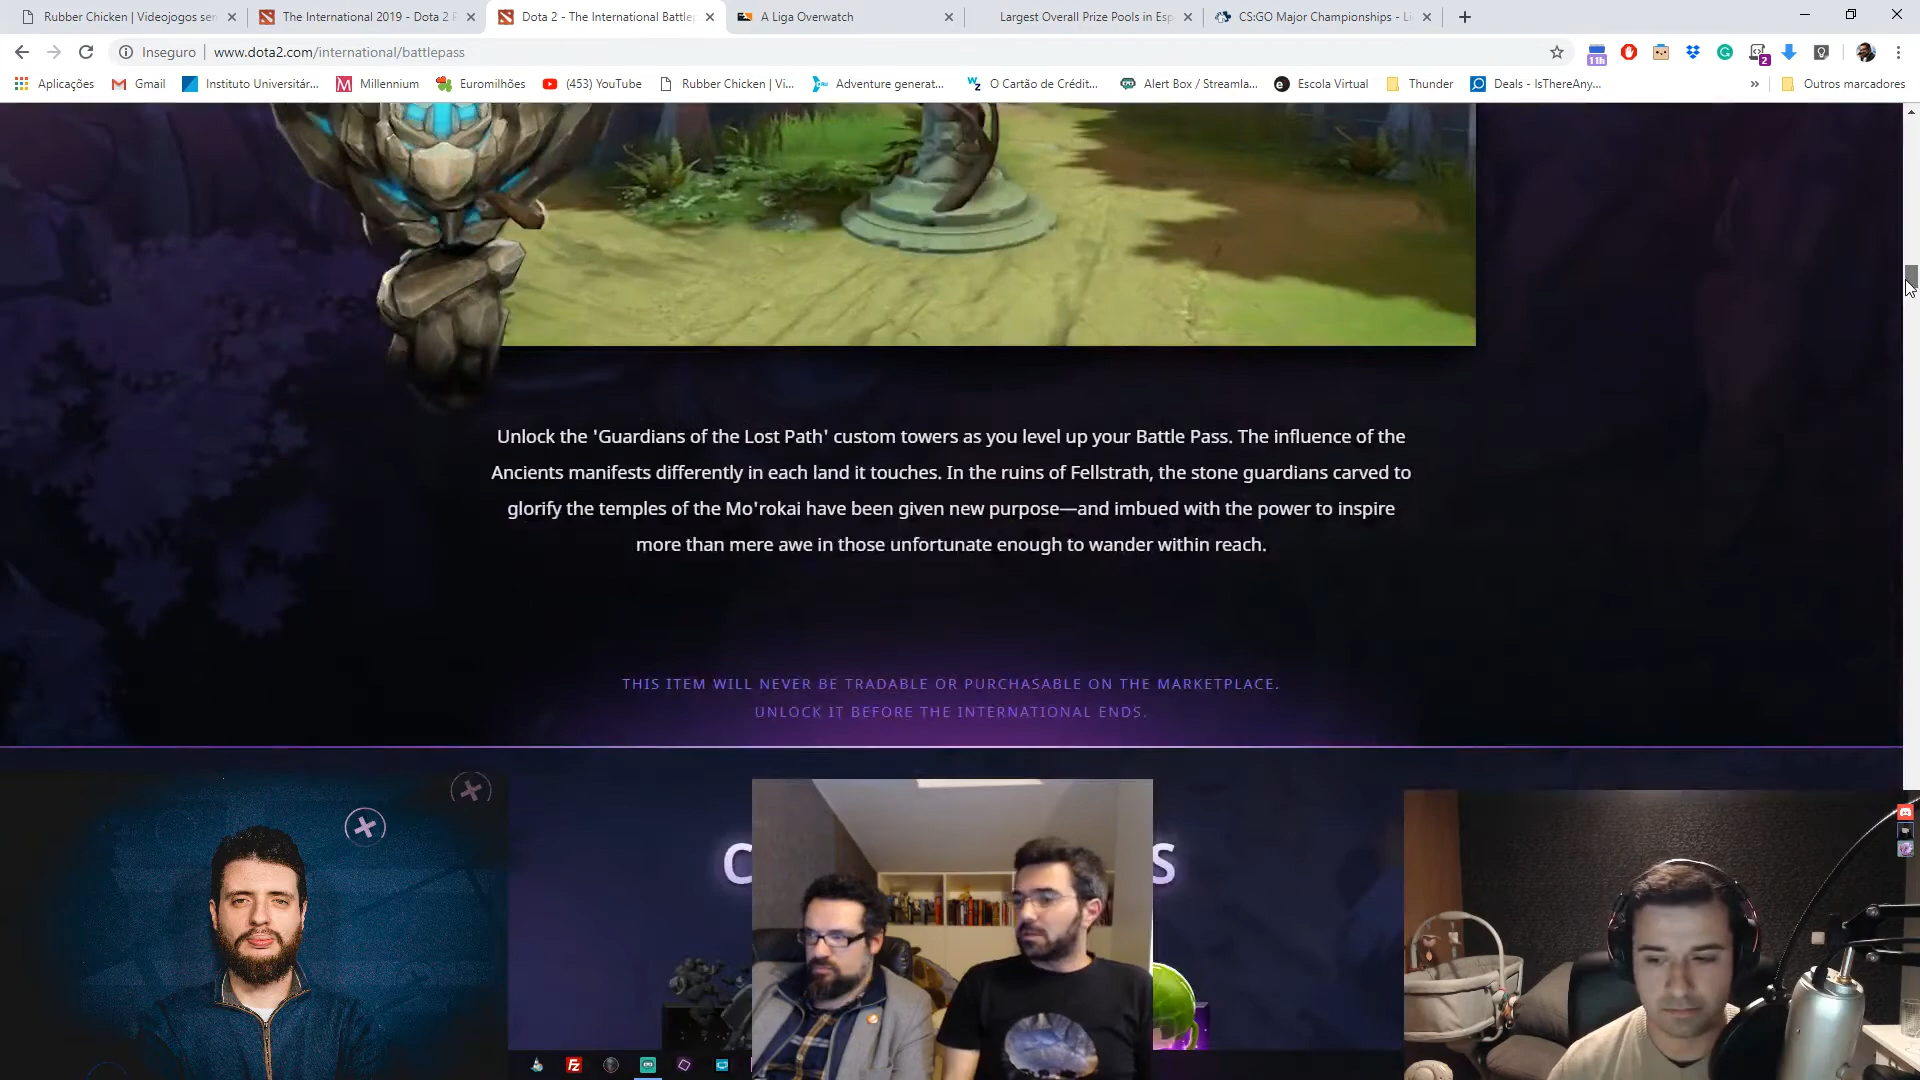 Rubber Chicken | Videojogos sem
The International 2019 - Dota 2 P
Dota 2 - The International Battlep
A Liga Overwatch
Largest Overall Prize Pools in Esp
CS:GO Major Championships - Li
Inseguro
www.dota2.com/international/battlepass
11h
2
Aplicações
Gmail
Instituto Universitár...
Millennium
Euromilhões
(453) YouTube
Rubber Chicken | Vi...
Adventure generat...
O Cartão de Crédit...
Alert Box / Streamla...
Escola Virtual
Thunder
Deals - IsThereAny...
»
Outros marcadores
Unlock the 'Guardians of the Lost Path' custom towers as you level up your Battle Pass. The influence of the
Ancients manifests differently in each land it touches. In the ruins of Fellstrath, the stone guardians carved to
glorify the temples of the Mo'rokai have been given new purpose—and imbued with the power to inspire
more than mere awe in those unfortunate enough to wander within reach.
THIS ITEM WILL NEVER BE TRADABLE OR PURCHASABLE ON THE MARKETPLACE.
UNLOCK IT BEFORE THE INTERNATIONAL ENDS.